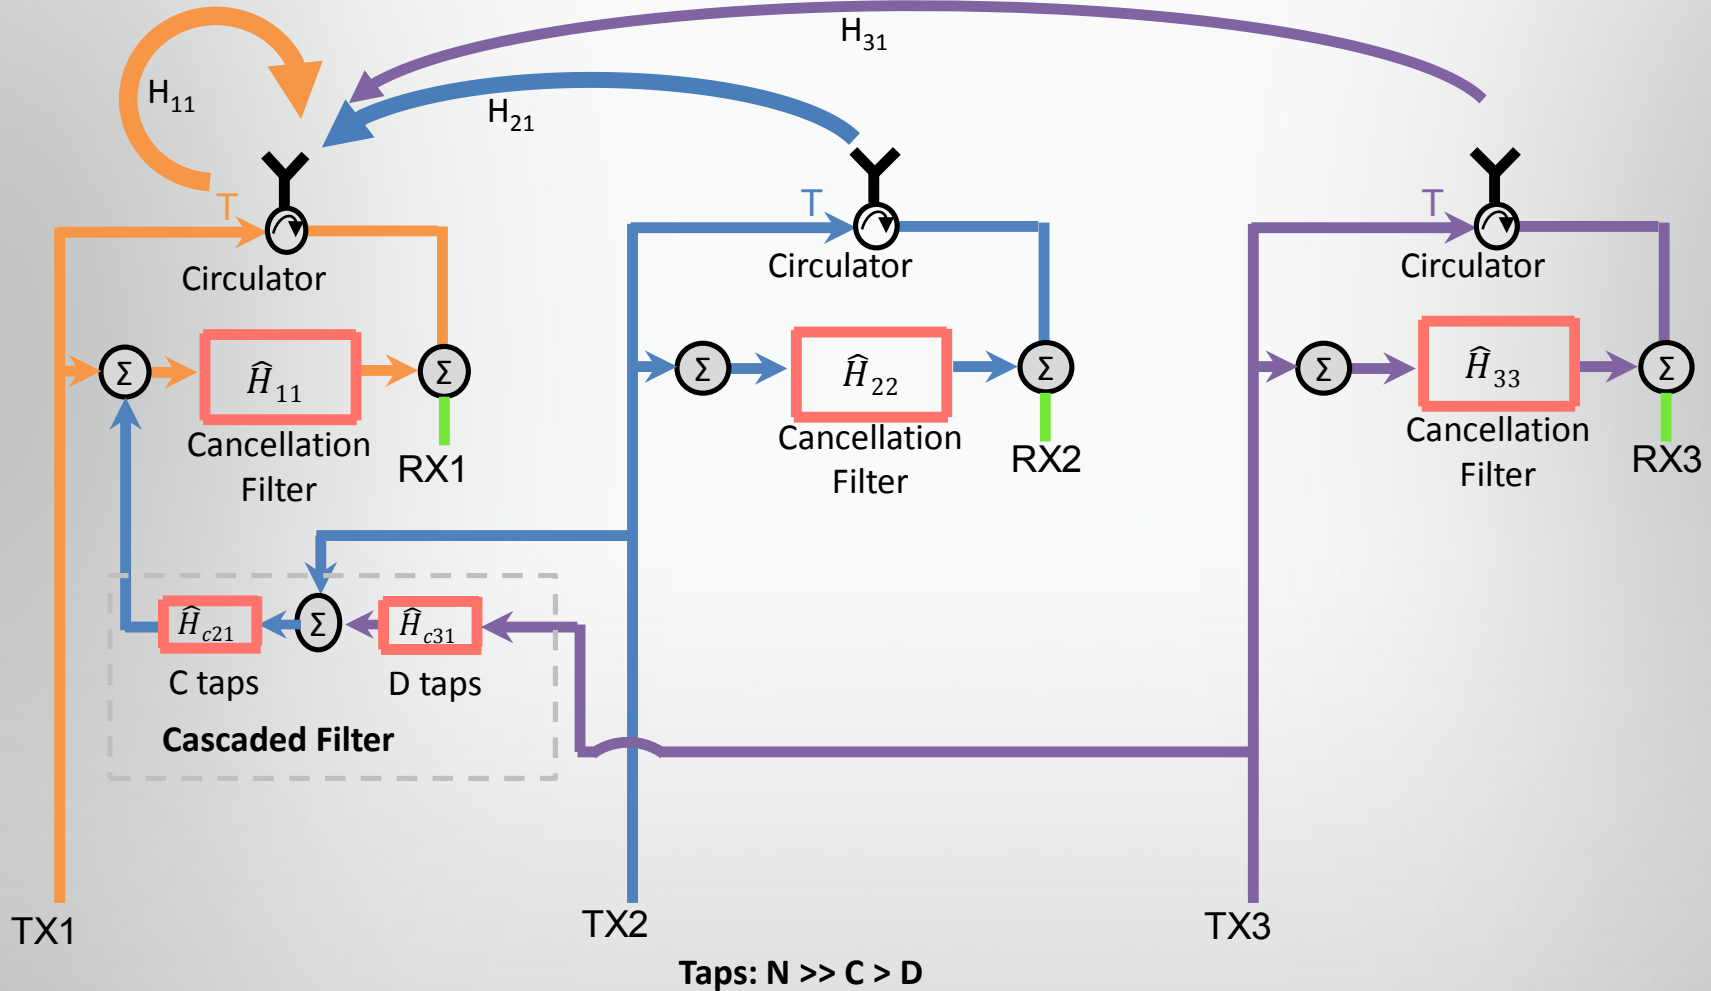 H31
H11
H21
T
T
T
Circulator
Circulator
Circulator
Σ
Ĥ11
Σ
Σ
Ĥ22
Σ
Σ
Ĥ33
Σ
Cancellation
Filter
RX1
Cancellation
Filter
RX2
Cancellation
Filter
RX3
Ĥc21
Σ
Ĥc31
C taps
D taps
Cascaded Filter
TX1
TX2
TX3
Taps: N >> C > D